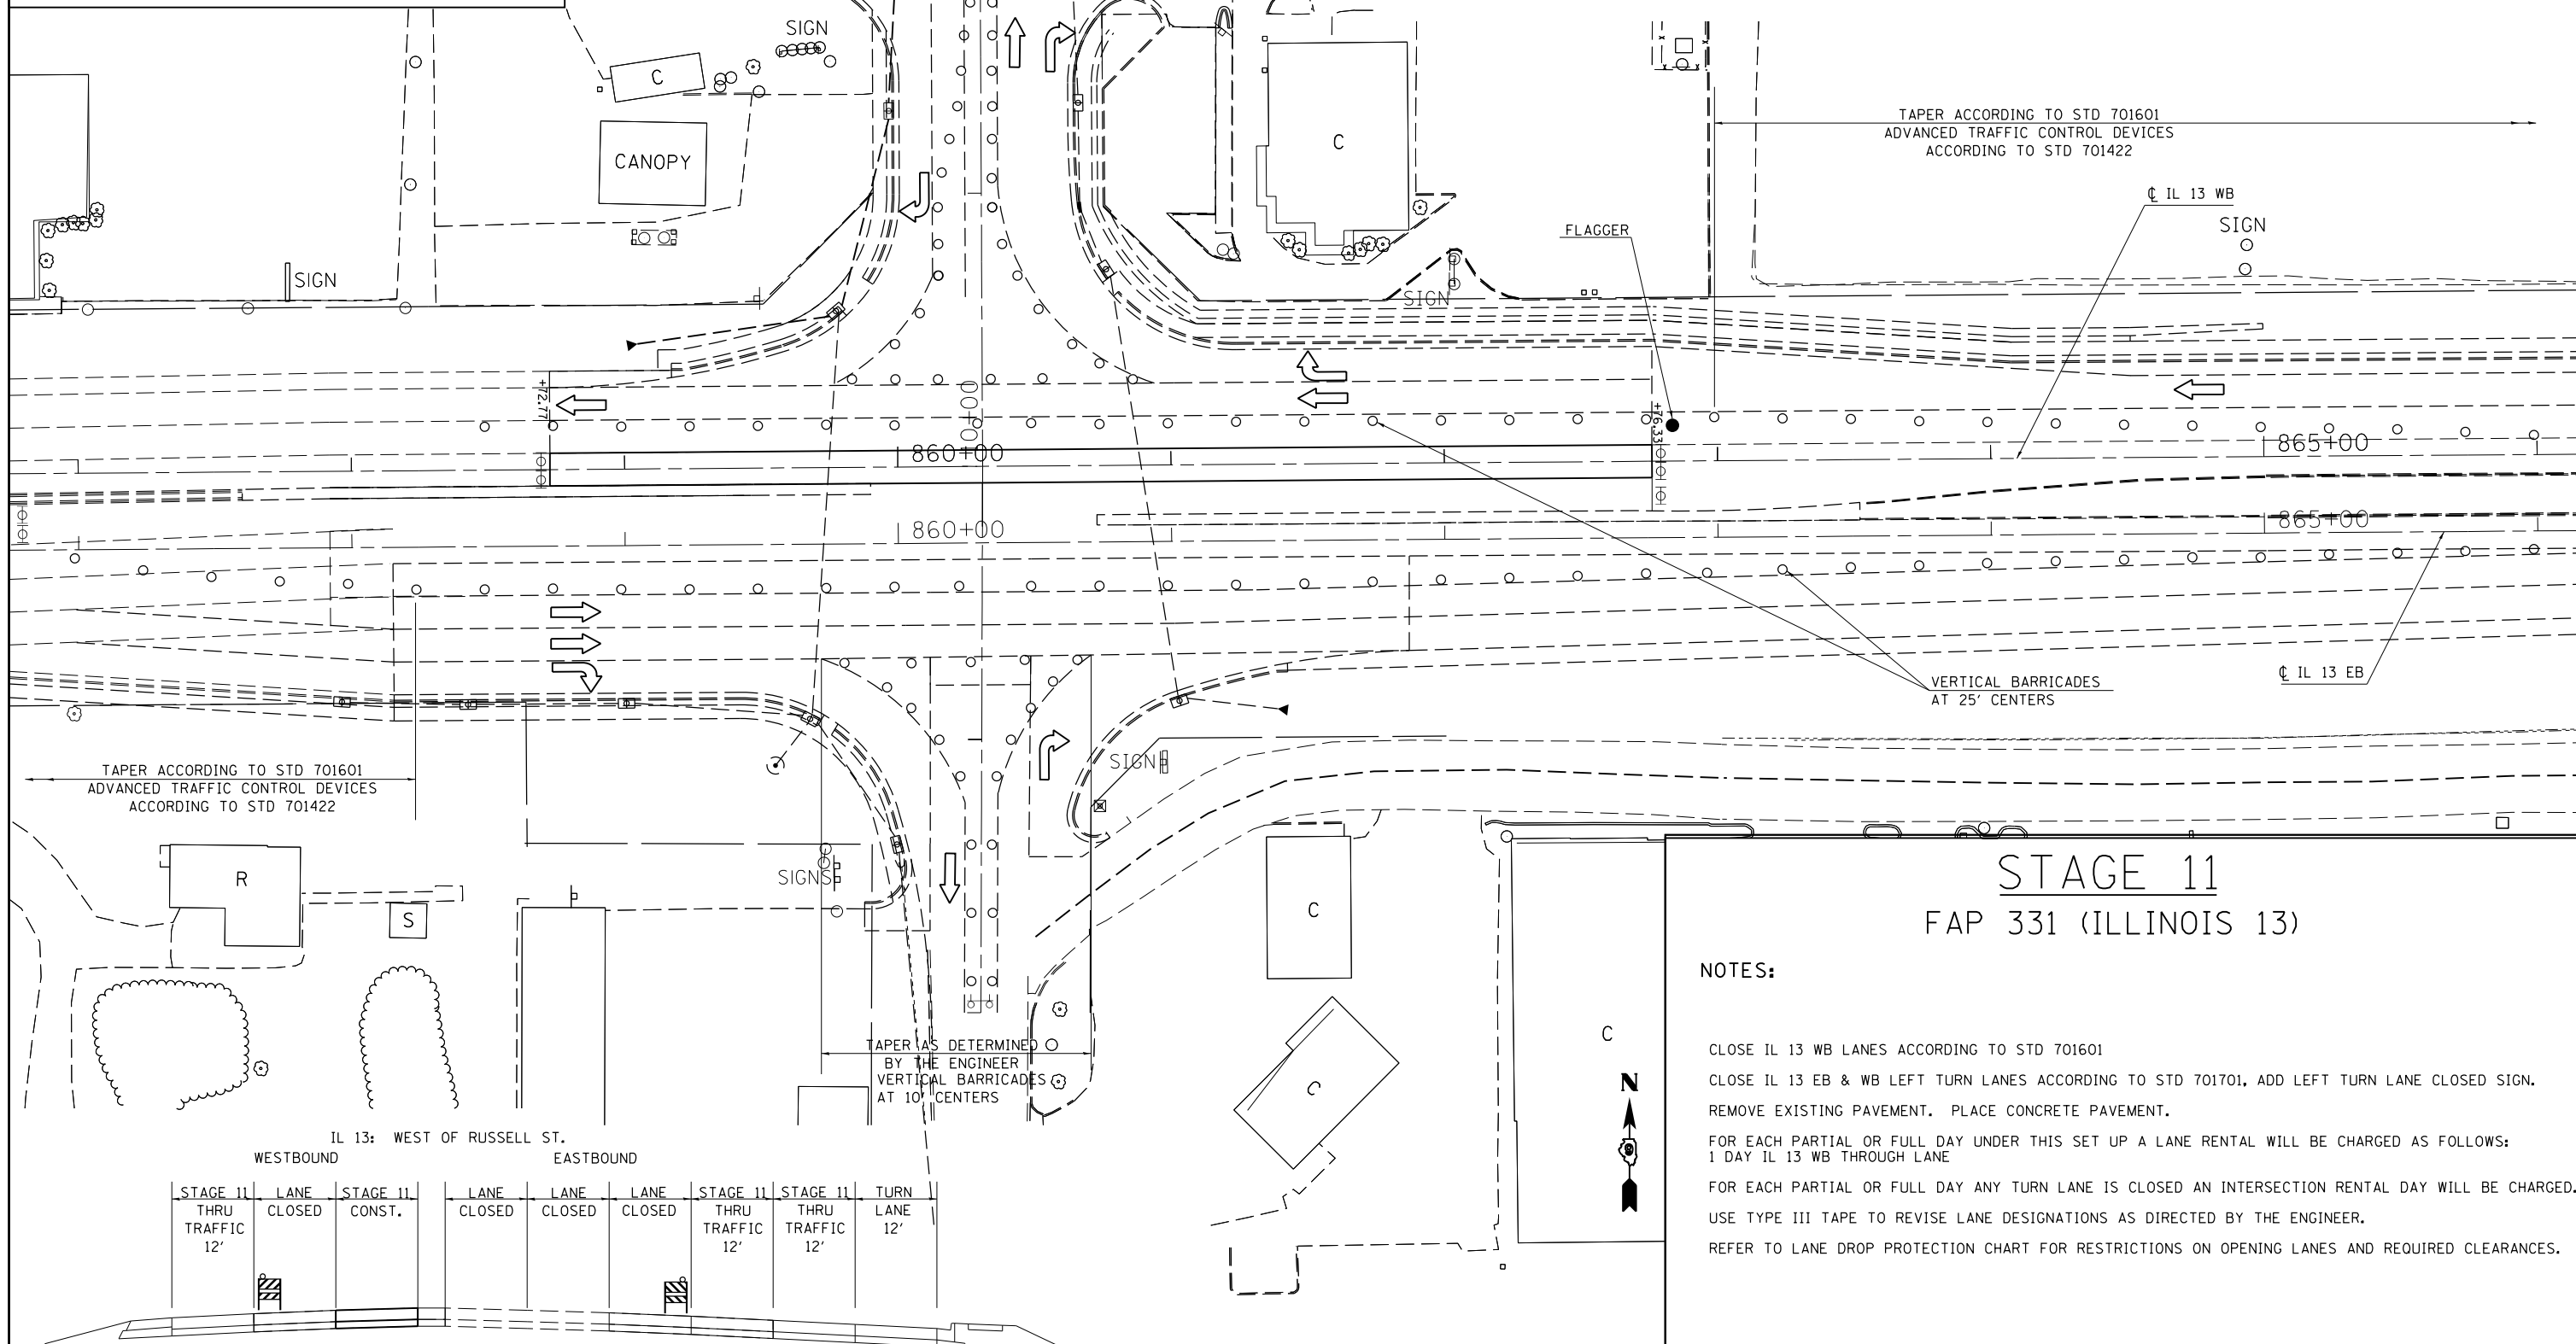 SIGN
C
CANOPY
SIGN
C
TAPER ACCORDING TO STD 701601
ADVANCED TRAFFIC CONTROL DEVICES
ACCORDING TO STD 701422
℄ IL 13 WB
SIGN
FLAGGER
SIGN
+72.77
+76.33
860+00
0+00
865+00
860+00
865+00
℄ IL 13 EB
VERTICAL BARRICADES
AT 25' CENTERS
SIGN
TAPER ACCORDING TO STD 701601
ADVANCED TRAFFIC CONTROL DEVICES
ACCORDING TO STD 701422
R
S
SIGNS
C
C
C
TAPER AS DETERMINED
BY THE ENGINEER
VERTICAL BARRICADES
AT 10' CENTERS
N
STAGE 11
FAP 331 (ILLINOIS 13)
NOTES:
CLOSE IL 13 WB LANES ACCORDING TO STD 701601
CLOSE IL 13 EB & WB LEFT TURN LANES ACCORDING TO STD 701701, ADD LEFT TURN LANE CLOSED SIGN.
REMOVE EXISTING PAVEMENT. PLACE CONCRETE PAVEMENT.
FOR EACH PARTIAL OR FULL DAY UNDER THIS SET UP A LANE RENTAL WILL BE CHARGED AS FOLLOWS:
1 DAY IL 13 WB THROUGH LANE
FOR EACH PARTIAL OR FULL DAY ANY TURN LANE IS CLOSED AN INTERSECTION RENTAL DAY WILL BE CHARGED.
USE TYPE III TAPE TO REVISE LANE DESIGNATIONS AS DIRECTED BY THE ENGINEER.
REFER TO LANE DROP PROTECTION CHART FOR RESTRICTIONS ON OPENING LANES AND REQUIRED CLEARANCES.
IL 13: WEST OF RUSSELL ST.
WESTBOUND
EASTBOUND
STAGE 11
THRU
TRAFFIC
12'
LANE
CLOSED
STAGE 11
CONST.
LANE
CLOSED
LANE
CLOSED
LANE
CLOSED
STAGE 11
THRU
TRAFFIC
12'
STAGE 11
THRU
TRAFFIC
12'
TURN
LANE
12'